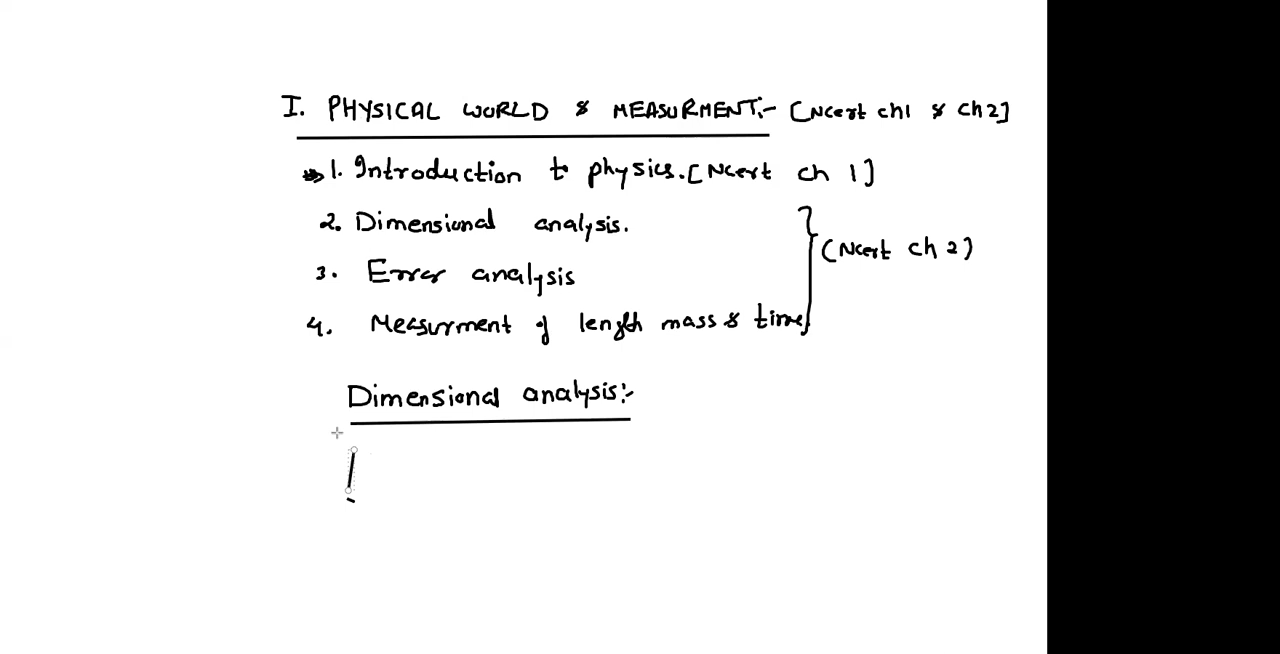 I. PHYSICAL WORLD & MEASURMENT:- [Ncert ch1 & ch2]
1. Introduction to physics. [Ncert ch 1]
2. Dimensional analysis.
3. Error analysis
(Ncert ch 2)
4. Measurment of length mass & time
Dimensional analysis:-